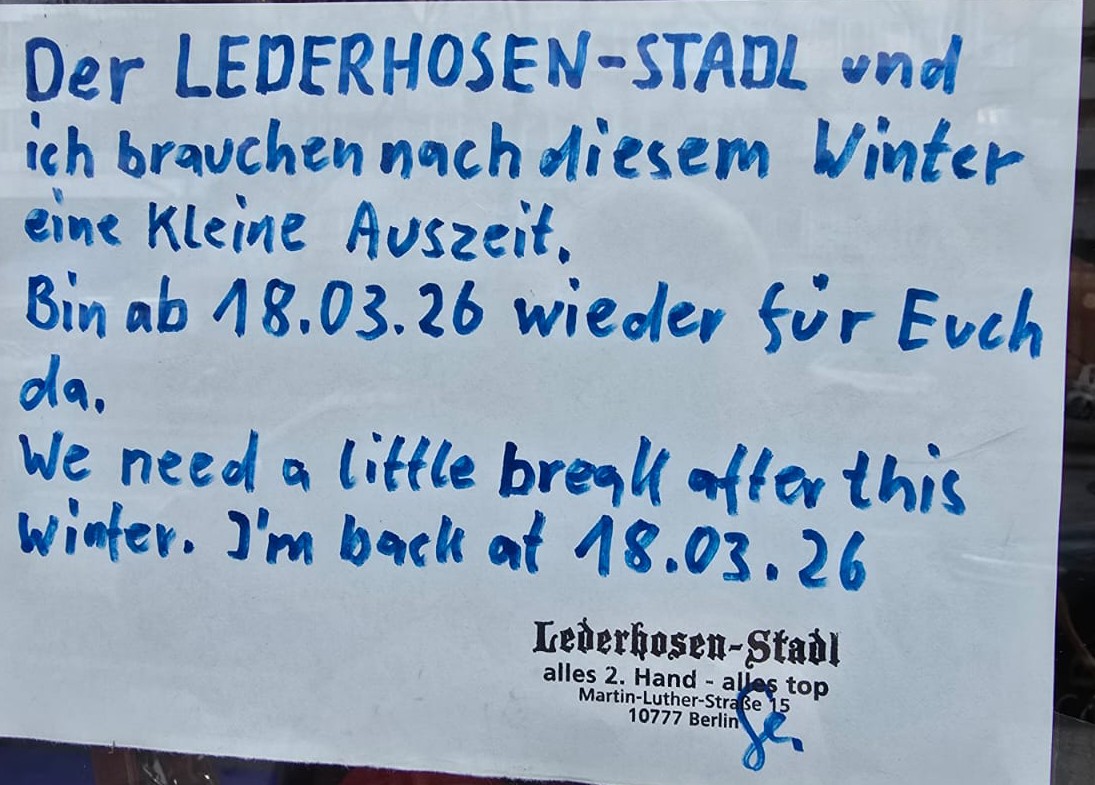 Der LEDERHOSEN-STADL und
ich brauchen nach diesem Winter
eine Kleine Auszeit.
Bin ab 18.03.26 wieder für Euch
da.
We need a little break after this
Winter. I'm back at 18.03.26
Lederhosen-Stadl
alles 2. Hand - alles top
Martin-Luther-Straße 15
10777 Berlin